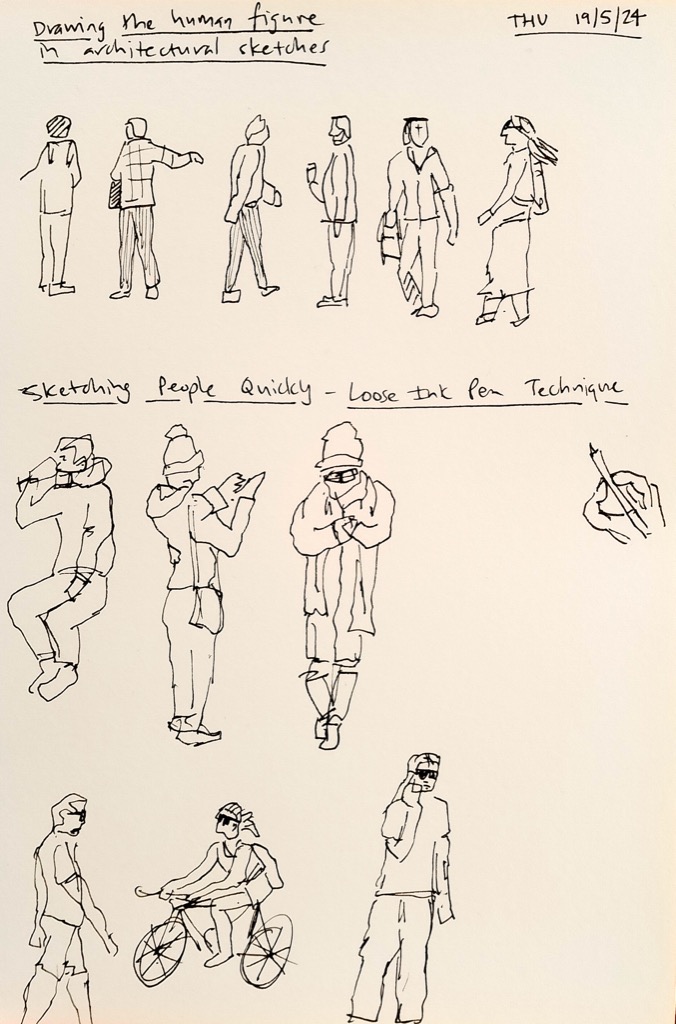 Drawing the human figure
in architectural sketches
THU 19/5/24
Sketching People Quickly - Loose Ink Pen Technique